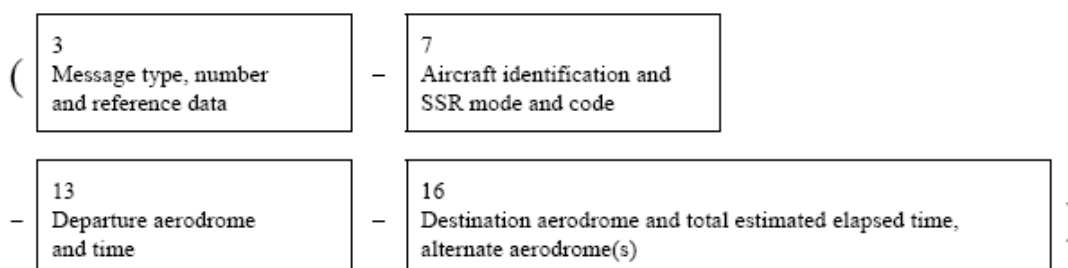 ( 3 – 7
Message type, number Aircraft identification and
and reference data SSR mode and code
– 13 – 16
Departure aerodrome Destination aerodrome and total estimated elapsed time,
and time alternate aerodrome(s)